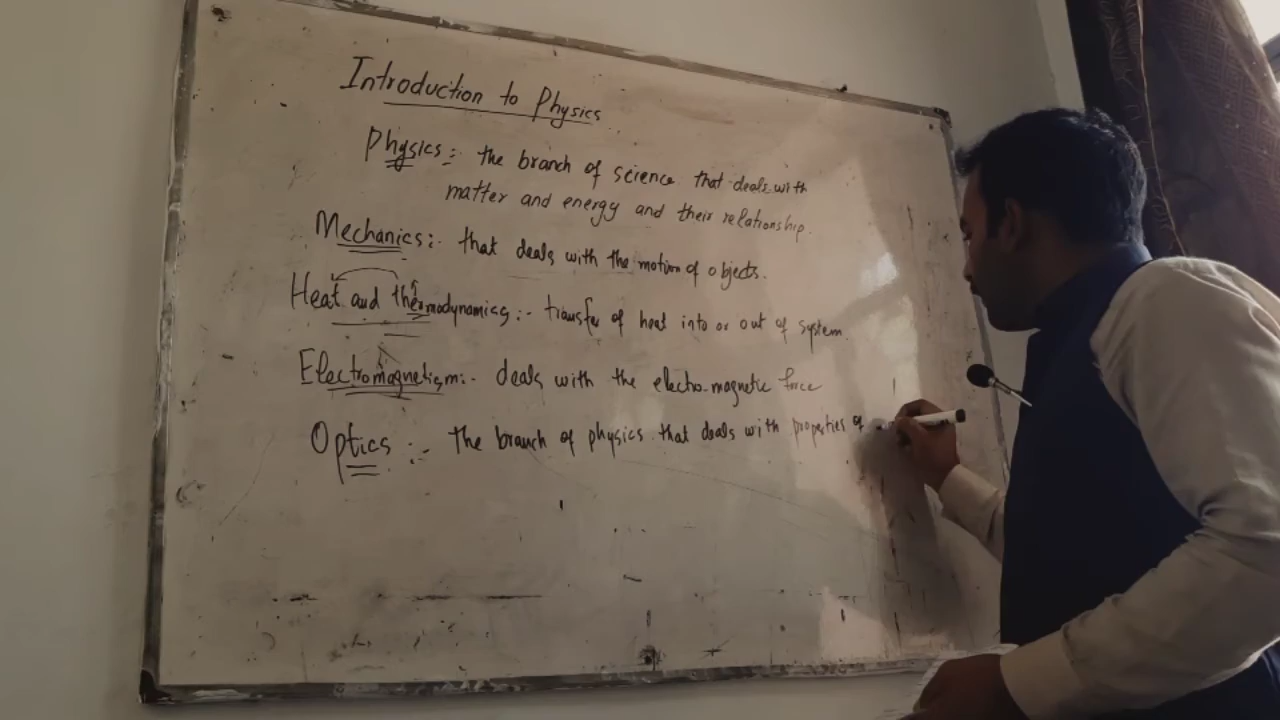 Introduction to Physics
Physics:- the branch of science that deals with
matter and energy and their relationship.
Mechanics:- that deals with the motion of objects.
Heat and thermodynamics:- transfer of heat into or out of system.
Electromagnetism:- deals with the electro-magnetic force
Optics:- the branch of physics that deals with properties of